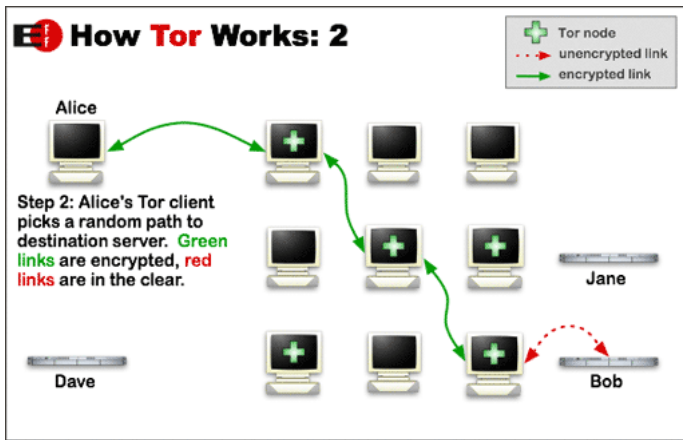 EFF How Tor Works: 2
Tor node
unencrypted link
encrypted link
Alice
Step 2: Alice's Tor client
picks a random path to
destination server. Green
links are encrypted, red
links are in the clear.
Jane
Dave
Bob